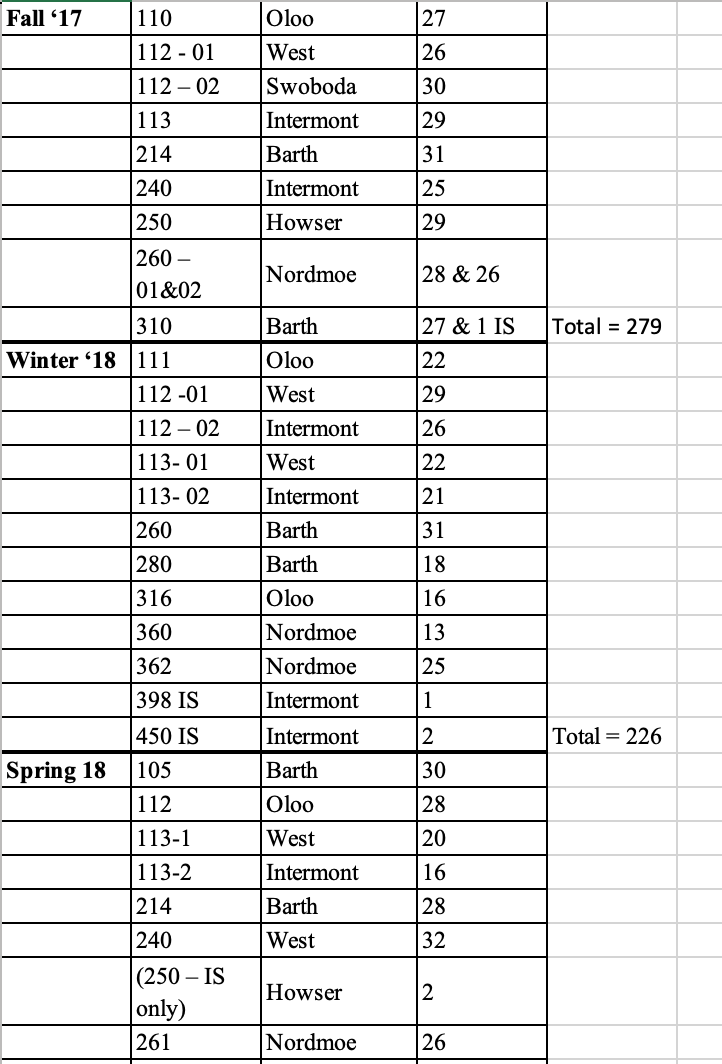 Fall ‘17 110 Oloo 27
112 - 01 West 26
112 – 02 Swoboda 30
113 Intermont 29
214 Barth 31
240 Intermont 25
250 Howser 29
260 –
01&02 Nordmoe 28 & 26
310 Barth 27 & 1 IS Total = 279
Winter ‘18 111 Oloo 22
112 -01 West 29
112 – 02 Intermont 26
113- 01 West 22
113- 02 Intermont 21
260 Barth 31
280 Barth 18
316 Oloo 16
360 Nordmoe 13
362 Nordmoe 25
398 IS Intermont 1
450 IS Intermont 2 Total = 226
Spring 18 105 Barth 30
112 Oloo 28
113-1 West 20
113-2 Intermont 16
214 Barth 28
240 West 32
(250 – IS
only) Howser 2
261 Nordmoe 26